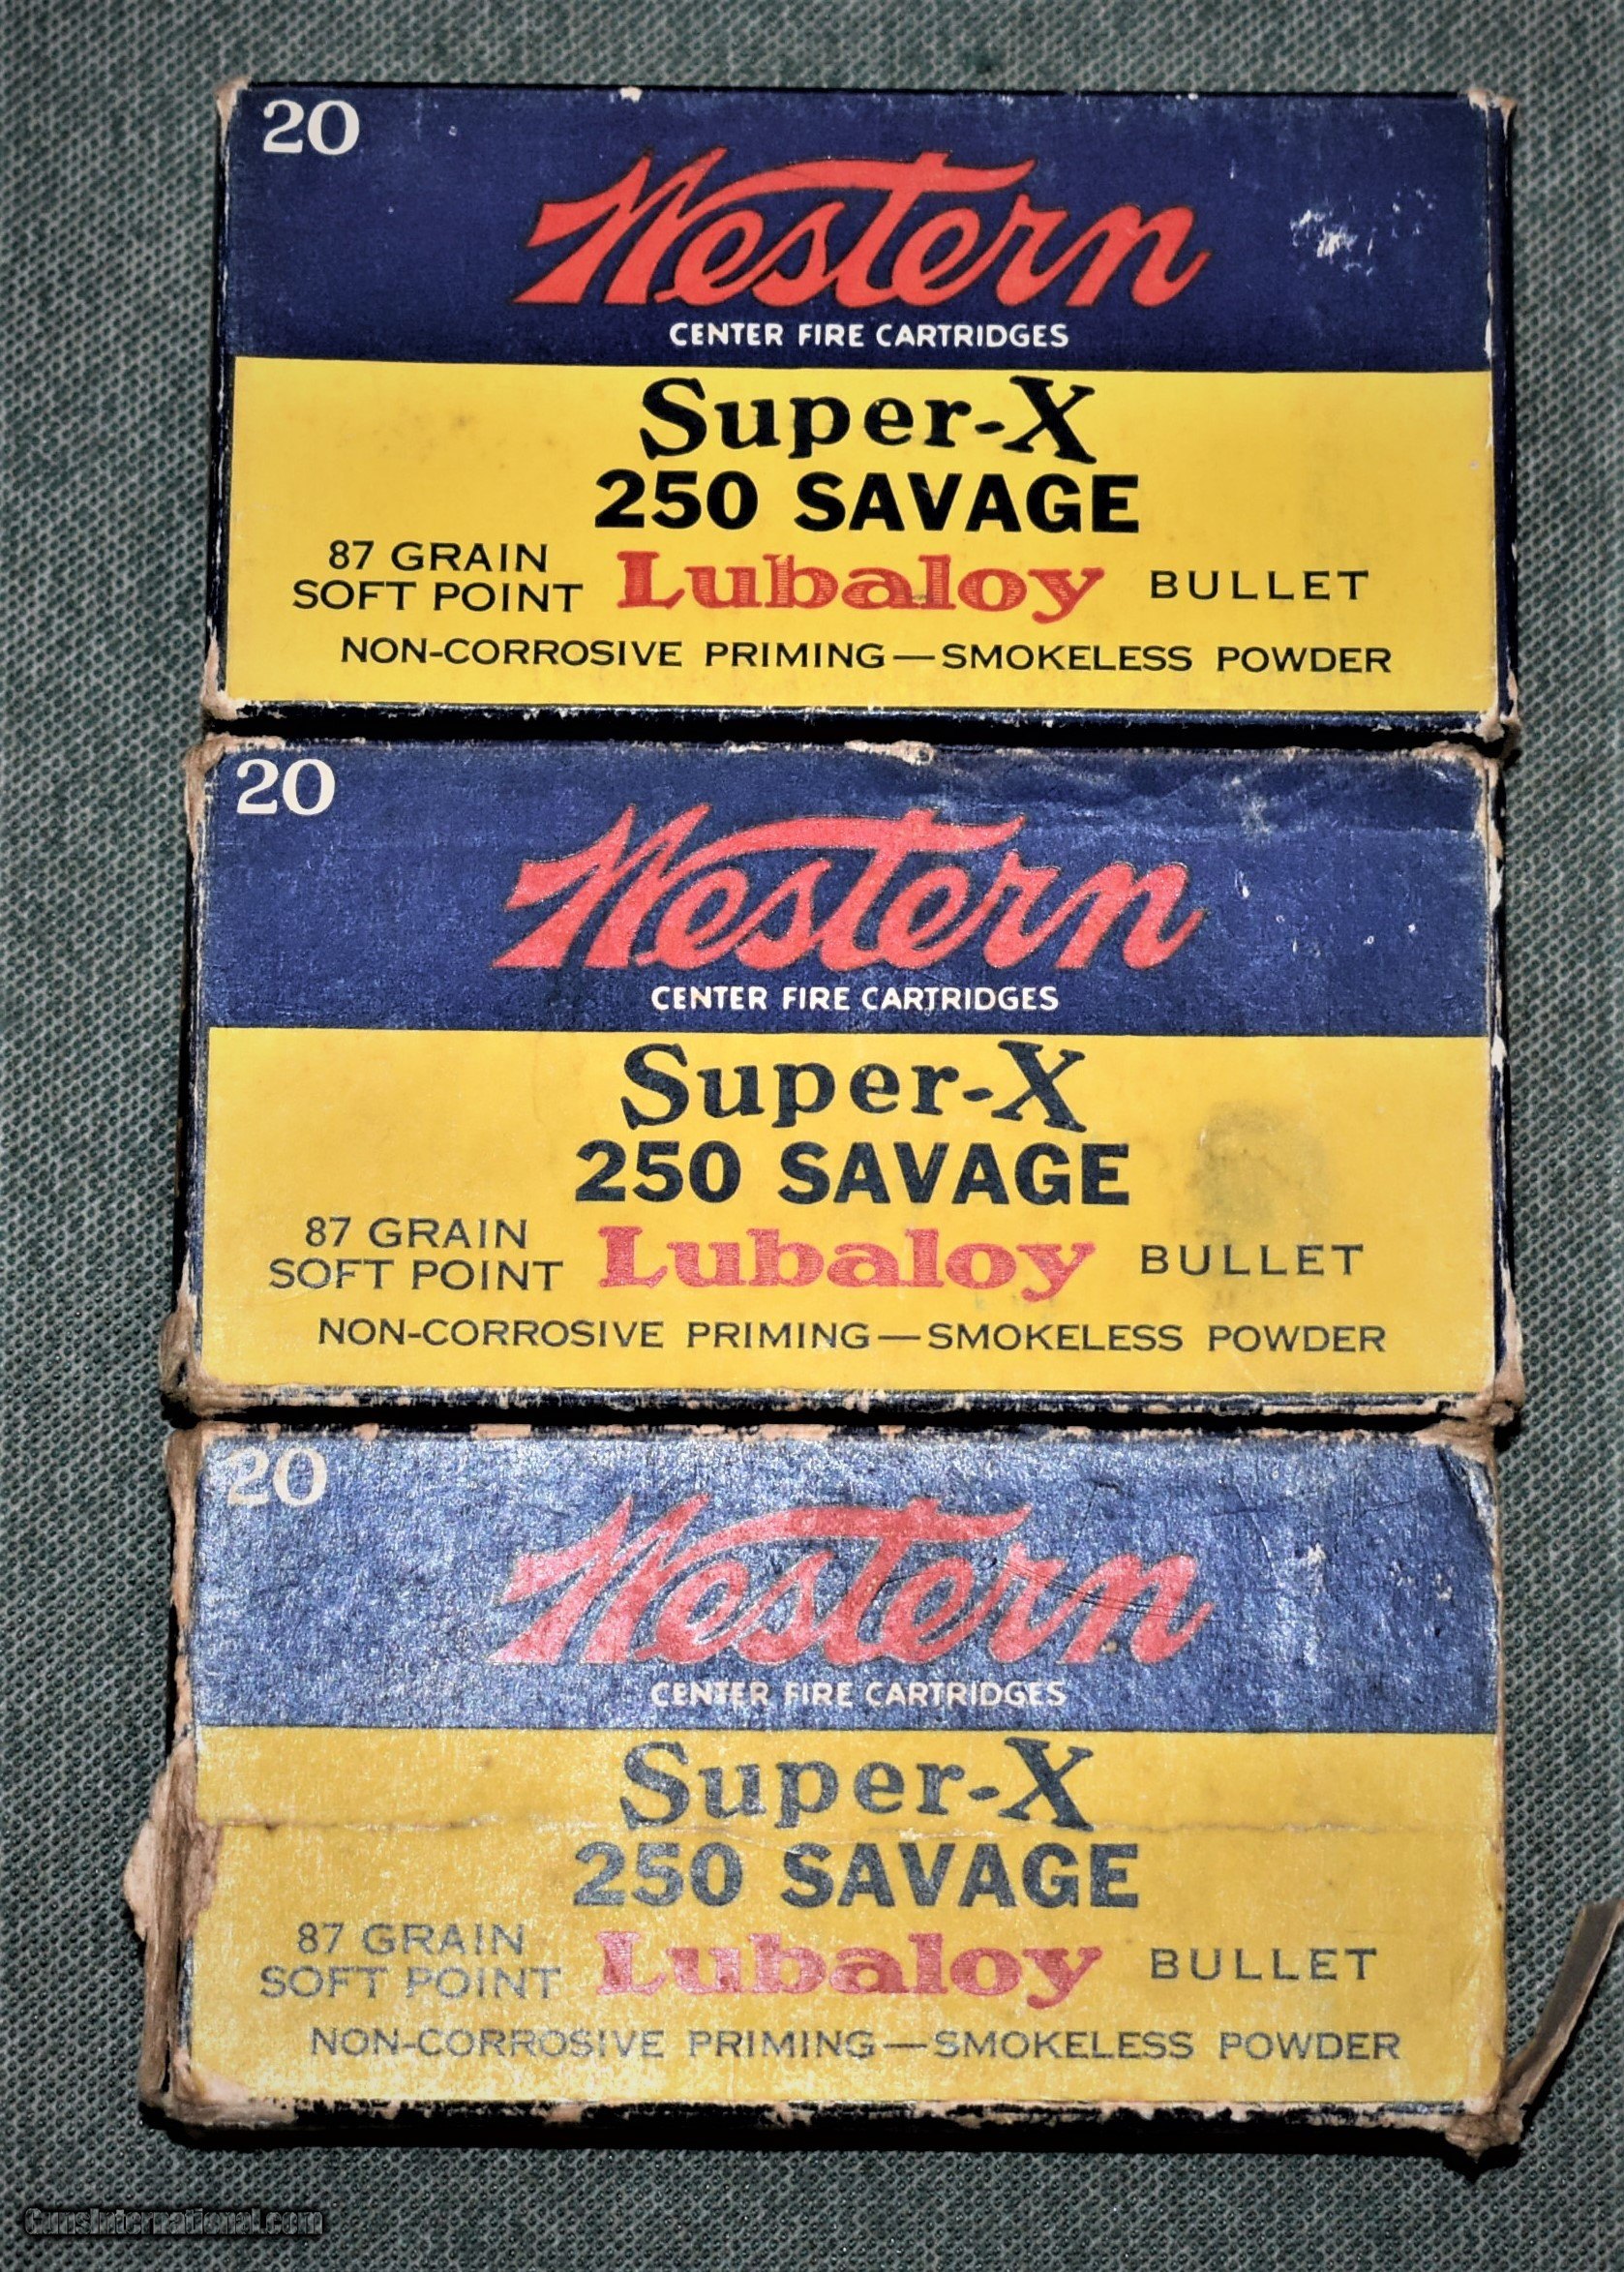 20
Western
CENTER FIRE CARTRIDGES
Super-X
250 SAVAGE
87 GRAIN
SOFT POINT Lubaloy BULLET
NON-CORROSIVE PRIMING—SMOKELESS POWDER
20
Western
CENTER FIRE CARTRIDGES
Super-X
250 SAVAGE
87 GRAIN
SOFT POINT Lubaloy BULLET
NON-CORROSIVE PRIMING—SMOKELESS POWDER
20
Western
CENTER FIRE CARTRIDGES
Super-X
250 SAVAGE
87 GRAIN
SOFT POINT Lubaloy BULLET
NON-CORROSIVE PRIMING—SMOKELESS POWDER
GunsInternational.com